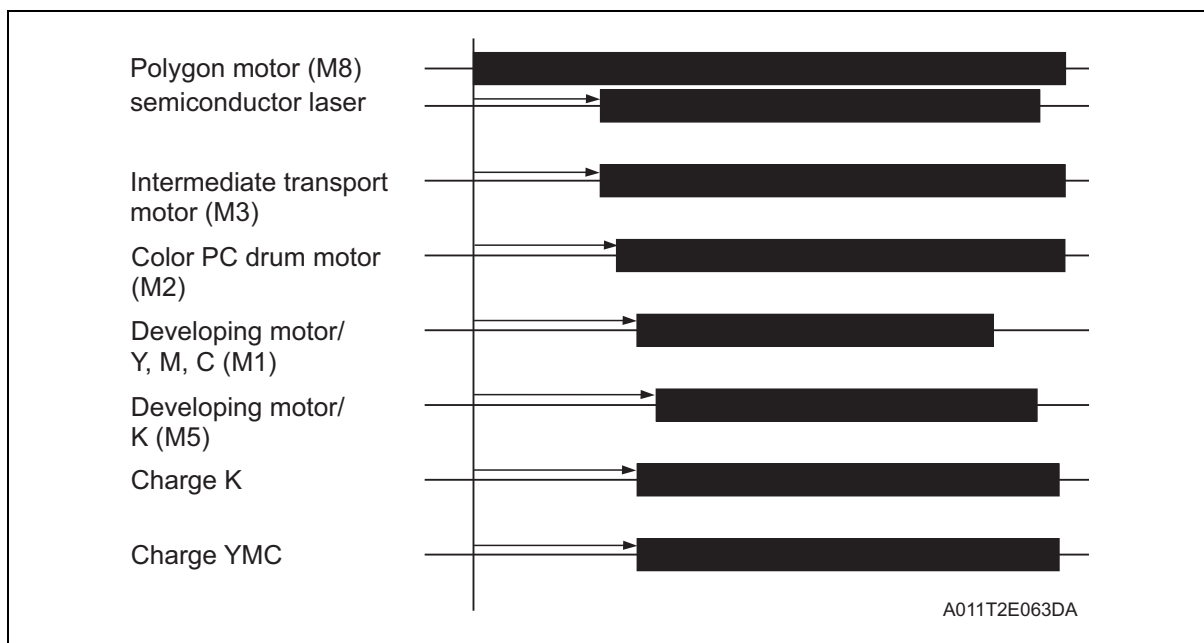 Polygon motor (M8)
semiconductor laser
Intermediate transport
motor (M3)
Color PC drum motor
(M2)
Developing motor/
Y, M, C (M1)
Developing motor/
K (M5)
Charge K
Charge YMC
A011T2E063DA